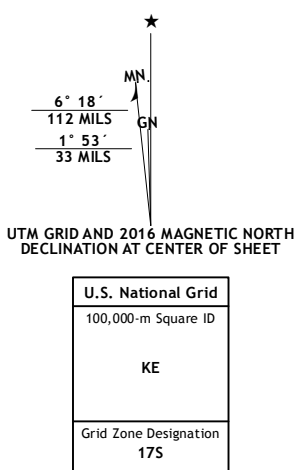 MN.
6° 18´
112 MILS
GN
1° 53´
33 MILS
UTM GRID AND 2016 MAGNETIC NORTH
DECLINATION AT CENTER OF SHEET
U.S. National Grid
100,000-m Square ID
KE
Grid Zone Designation
17S